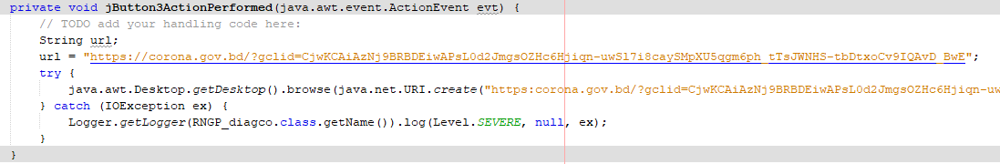 private void jButton3ActionPerformed(java.awt.event.ActionEvent evt) {
// TODO add your handling code here:
String url;
url = "https://corona.gov.bd/?gclid=CjwKCAiAzNj9BRBDEiwAPsL0d2JmgsOZHc6Hjiqn-uwSl7i8caySMpXU5qgm6ph_tTsJWNHS-tbDtxoCv9IQAvD_BwE";
try {
java.awt.Desktop.getDesktop().browse(java.net.URI.create("https:corona.gov.bd/?gclid=CjwKCAiAzNj9BRBDEiwAPsL0d2JmgsOZHc6Hjiqn-uw
} catch (IOException ex) {
Logger.getLogger(RNGP_diagco.class.getName()).log(Level.SEVERE, null, ex);
}
}